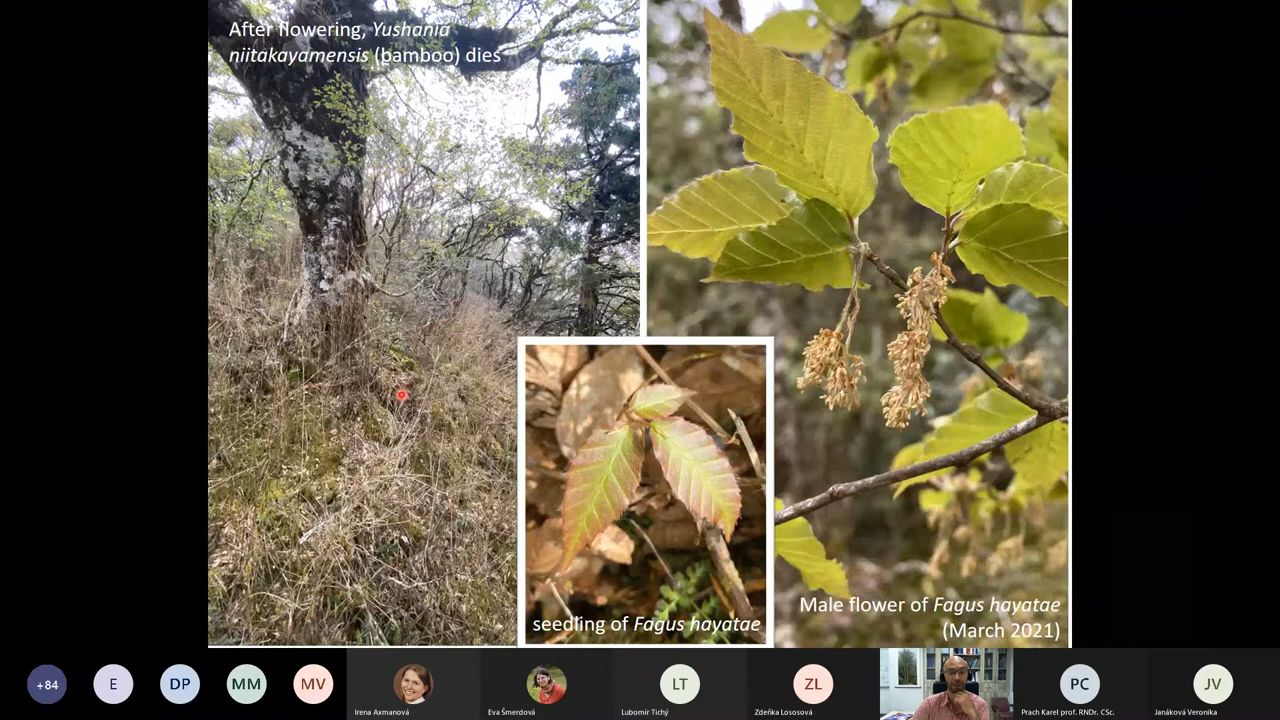 After flowering, Yushania
niitakayamensis (bamboo) dies
seedling of Fagus hayatae
Male flower of Fagus hayatae
(March 2021)
+84
E
DP
MM
MV
Irena Axmanová
Eva Šmerdová
LT
Lubomír Tichý
ZL
Zdeňka Lososová
PC
Prach Karel prof. RNDr. CSc.
JV
Janáková Veronika